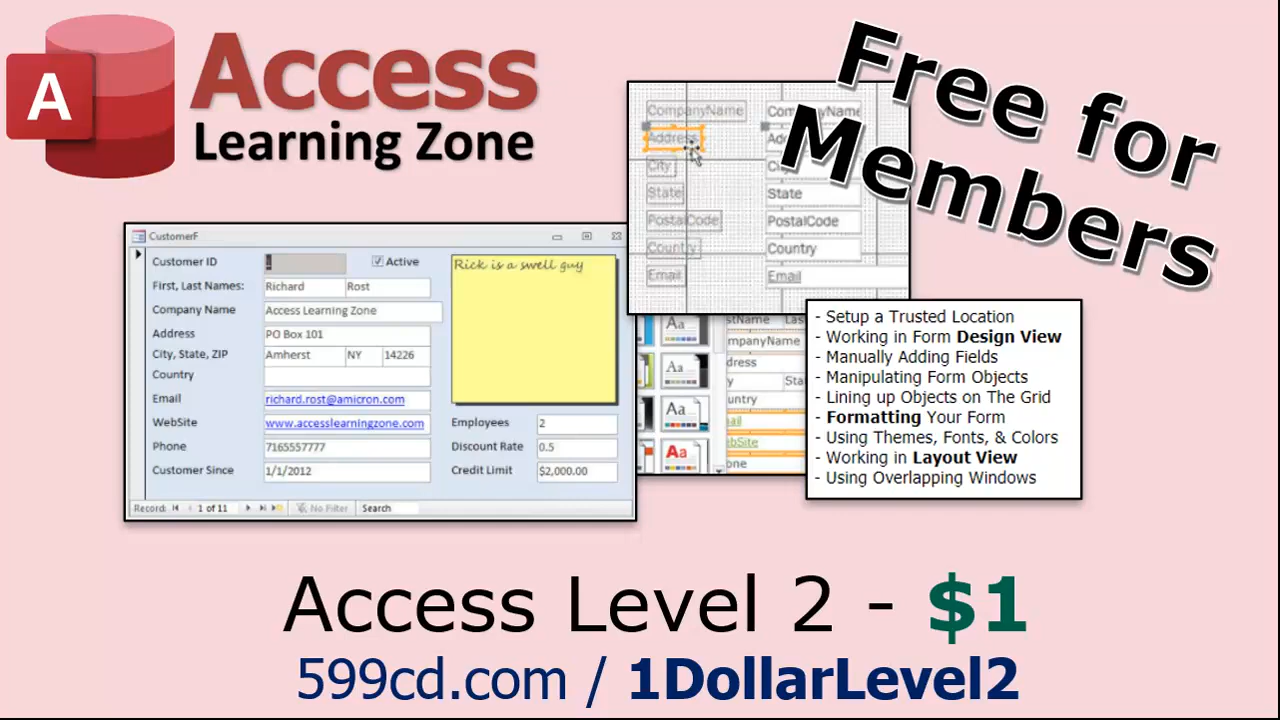 Access
Learning Zone
A
Free for
Members
CompanyName CompanyName
Address
City
State State
PostalCode PostalCode
Country Country
Email Email
CustomerF
Customer ID Active
First, Last Names: Richard Rost
Company Name Access Learning Zone
Address PO Box 101
City, State, ZIP Amherst NY 14226
Country
Email richard.rost@amicron.com
WebSite www.accesslearningzone.com
Phone 7165557777
Customer Since 1/1/2012
Rick is a swell guy
Employees 2
Discount Rate 0.5
Credit Limit $2,000.00
Record: 1 of 11 No Filter Search
Aa
Aa
Aa
Aa
- Setup a Trusted Location
- Working in Form Design View
- Manually Adding Fields
- Manipulating Form Objects
- Lining up Objects on The Grid
- Formatting Your Form
- Using Themes, Fonts, & Colors
- Working in Layout View
- Using Overlapping Windows
Access Level 2 - $1
599cd.com / 1DollarLevel2